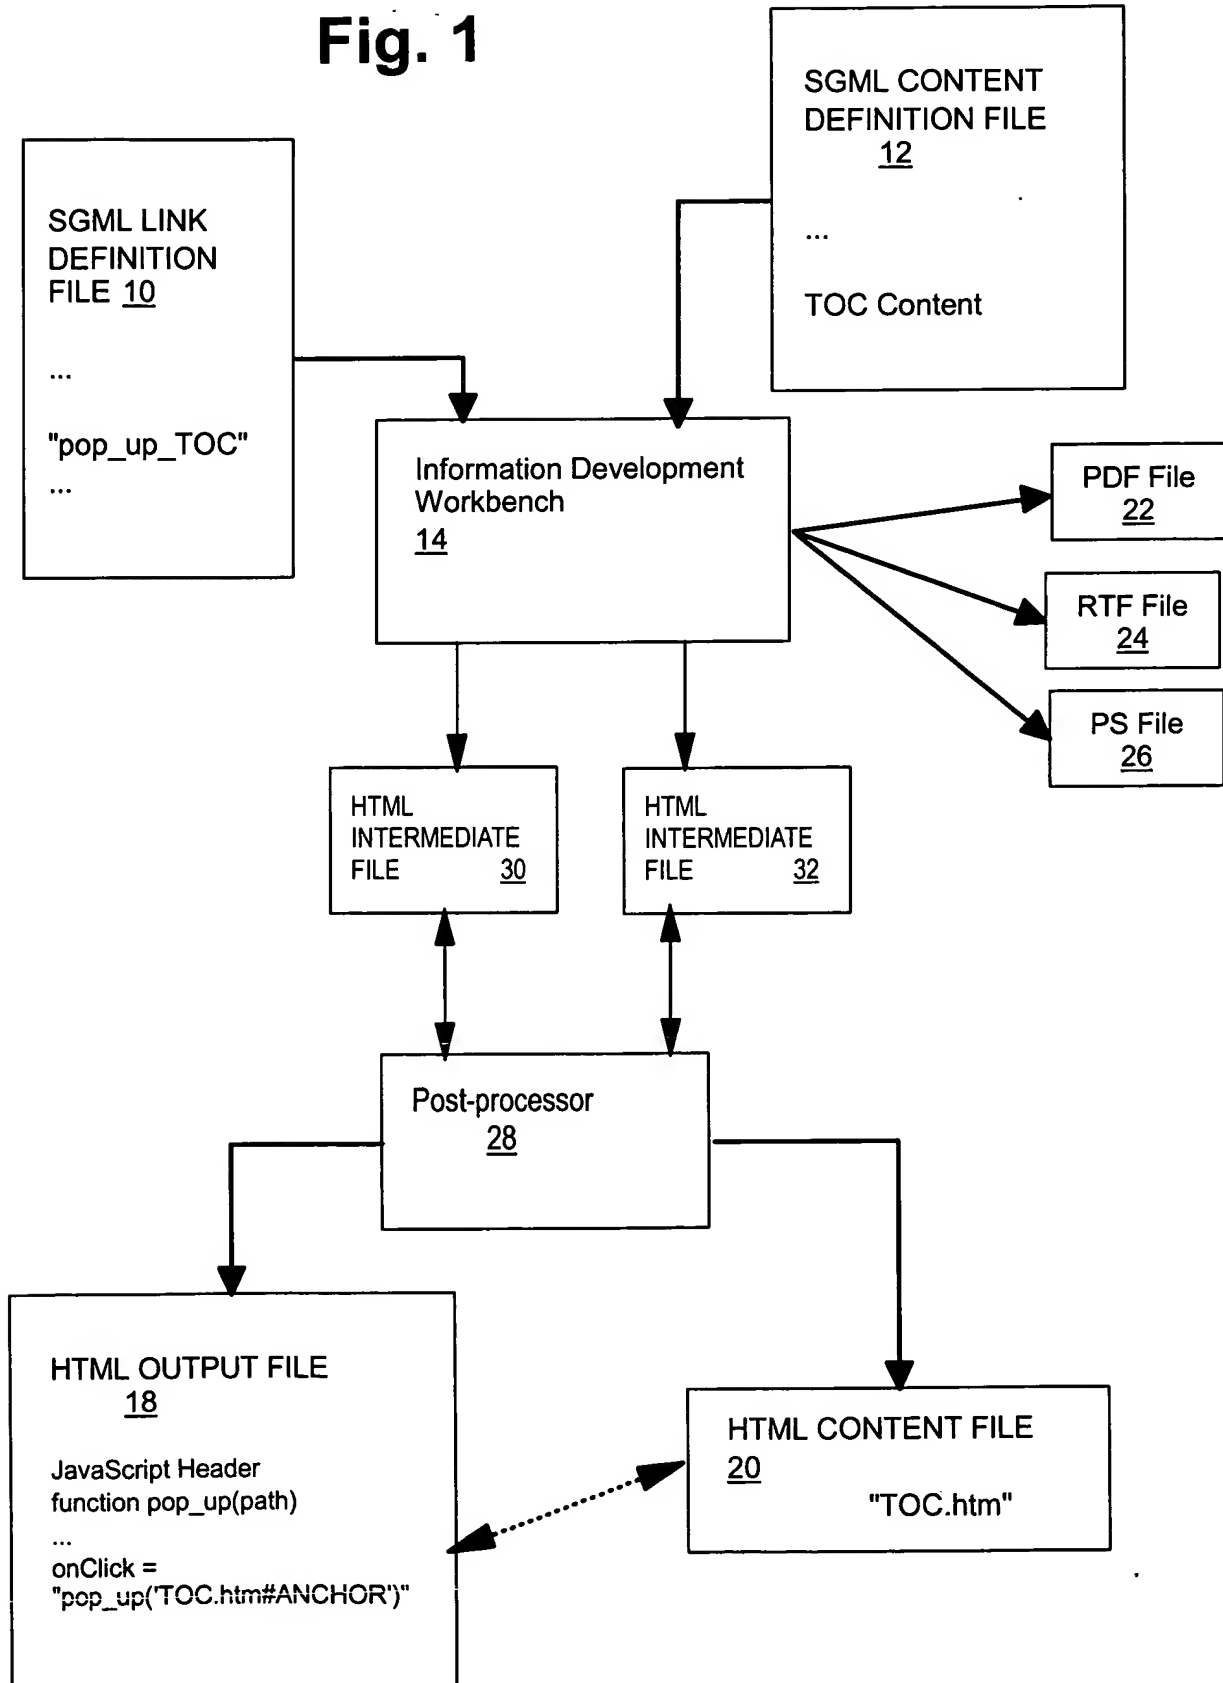 Fig. 1
SGML CONTENT
DEFINITION FILE
12
...
TOC Content
SGML LINK
DEFINITION
FILE 10
...
"pop_up_TOC"
...
Information Development
Workbench
14
PDF File
22
RTF File
24
PS File
26
HTML
INTERMEDIATE
FILE 30
HTML
INTERMEDIATE
FILE 32
Post-processor
28
HTML OUTPUT FILE
18
JavaScript Header
function pop_up(path)
...
onClick =
"pop_up('TOC.htm#ANCHOR')"
HTML CONTENT FILE
20
"TOC.htm"